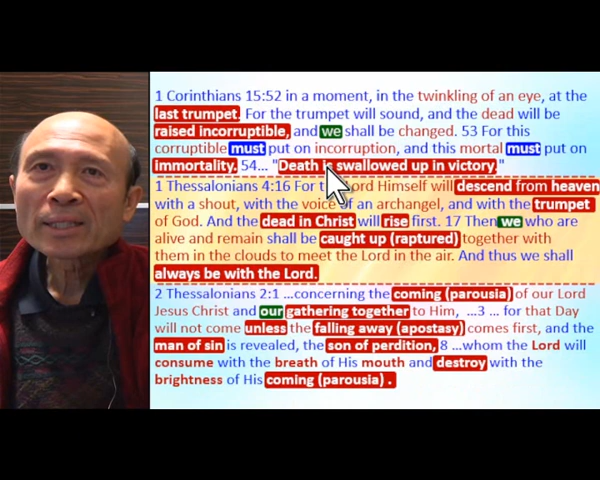 1 Corinthians 15:52 in a moment, in the twinkling of an eye, at the
last trumpet. For the trumpet will sound, and the dead will be
raised incorruptible, and we shall be changed. 53 For this
corruptible must put on incorruption, and this mortal must put on
immortality. 54... "Death is swallowed up in victory."
1 Thessalonians 4:16 For the Lord Himself will descend from heaven
with a shout, with the voice of an archangel, and with the trumpet
of God. And the dead in Christ will rise first. 17 Then we who are
alive and remain shall be caught up (raptured) together with
them in the clouds to meet the Lord in the air. And thus we shall
always be with the Lord.
2 Thessalonians 2:1 ...concerning the coming (parousia) of our Lord
Jesus Christ and our gathering together to Him, ...3 ... for that Day
will not come unless the falling away (apostasy) comes first, and the
man of sin is revealed, the son of perdition, 8 ...whom the Lord will
consume with the breath of His mouth and destroy with the
brightness of His coming (parousia) .